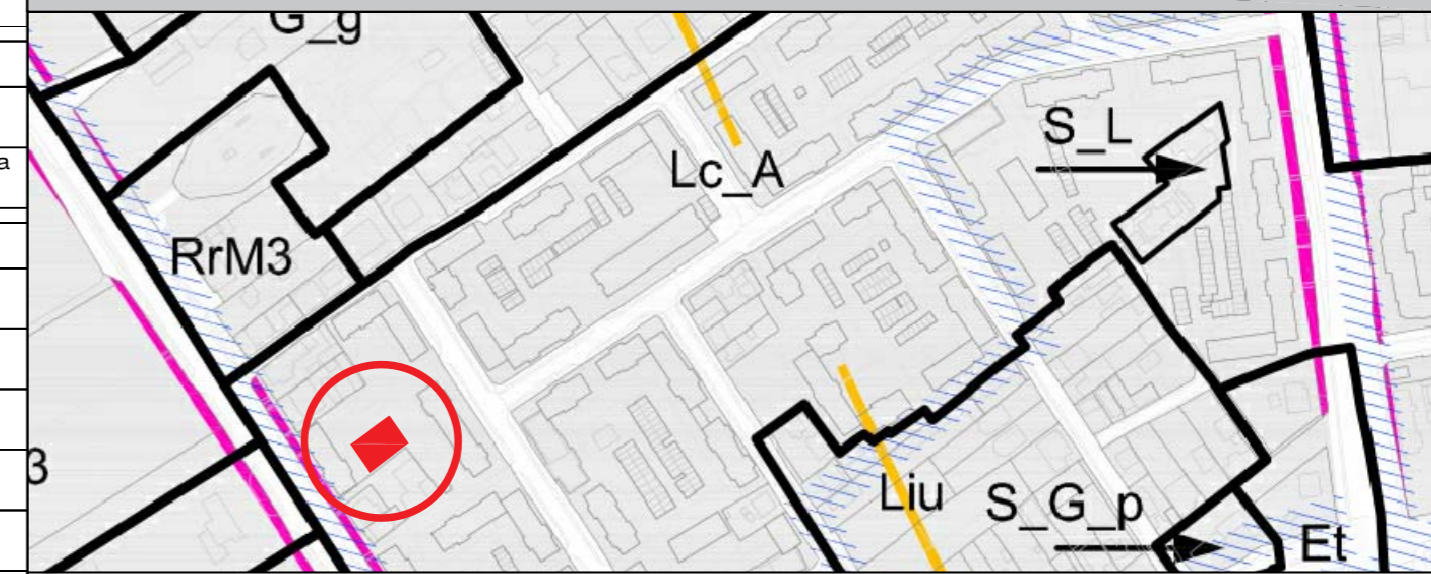 G_g
a
S_L
Lc_A
RrM3
3
Liu
S_G_p
Et